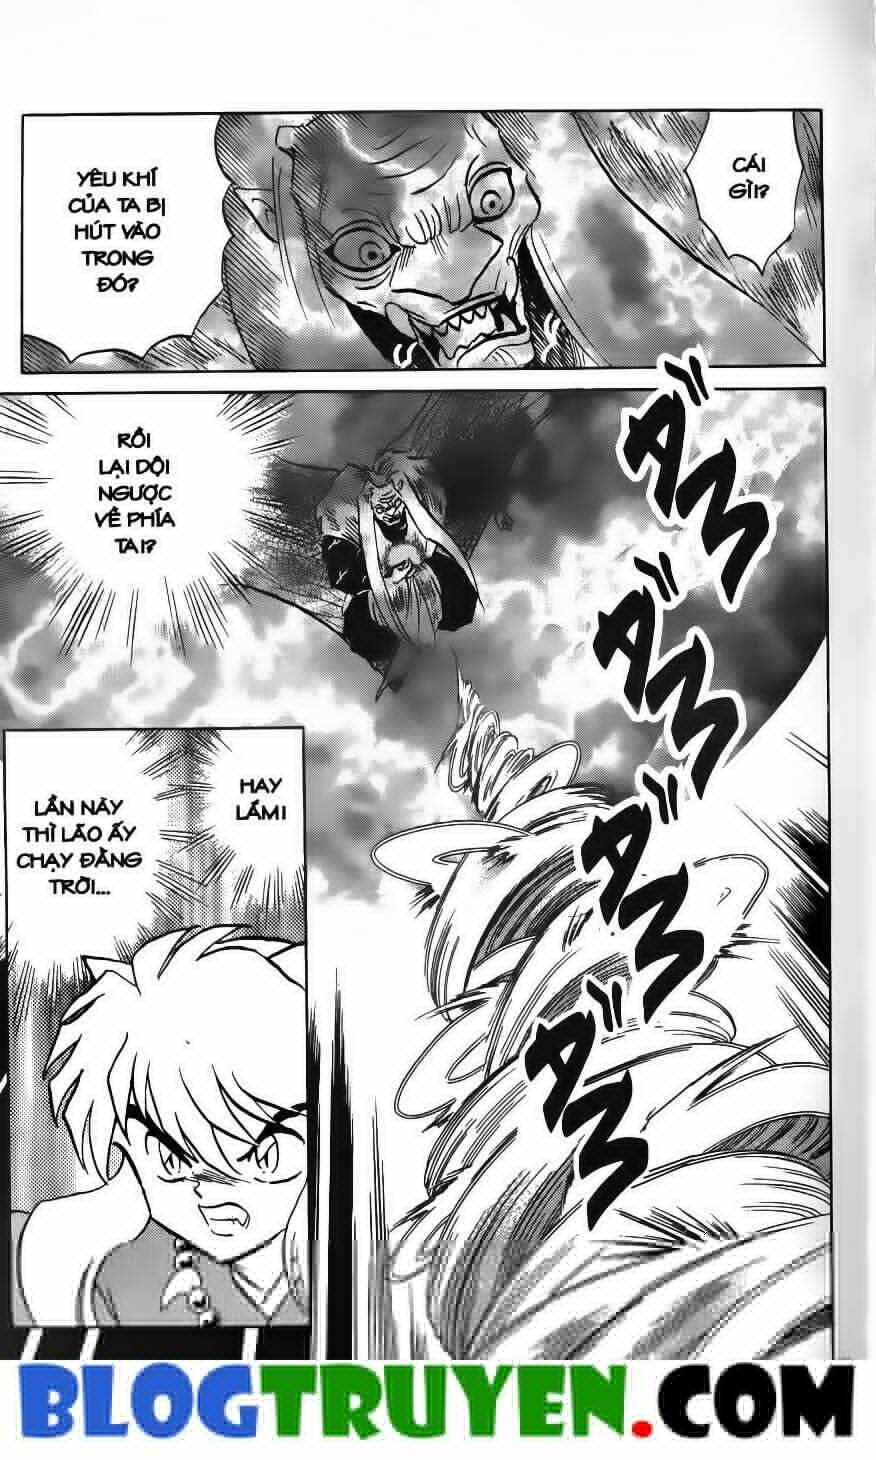 CÁI
GÌ!?
YÊU KHÍ
CỦA TA BỊ
HÚT VÀO
TRONG
ĐÓ?
RỒI
LẠI DỘI
NGƯỢC
VỀ PHÍA
TA!?
ẦM
ẦM
ẦM
ẦM
HAY
LẮM!
LẦN NÀY
THÌ LÃO ẤY
CHẠY ĐẰNG
TRỜI...
BLOGTRUYEN.COM